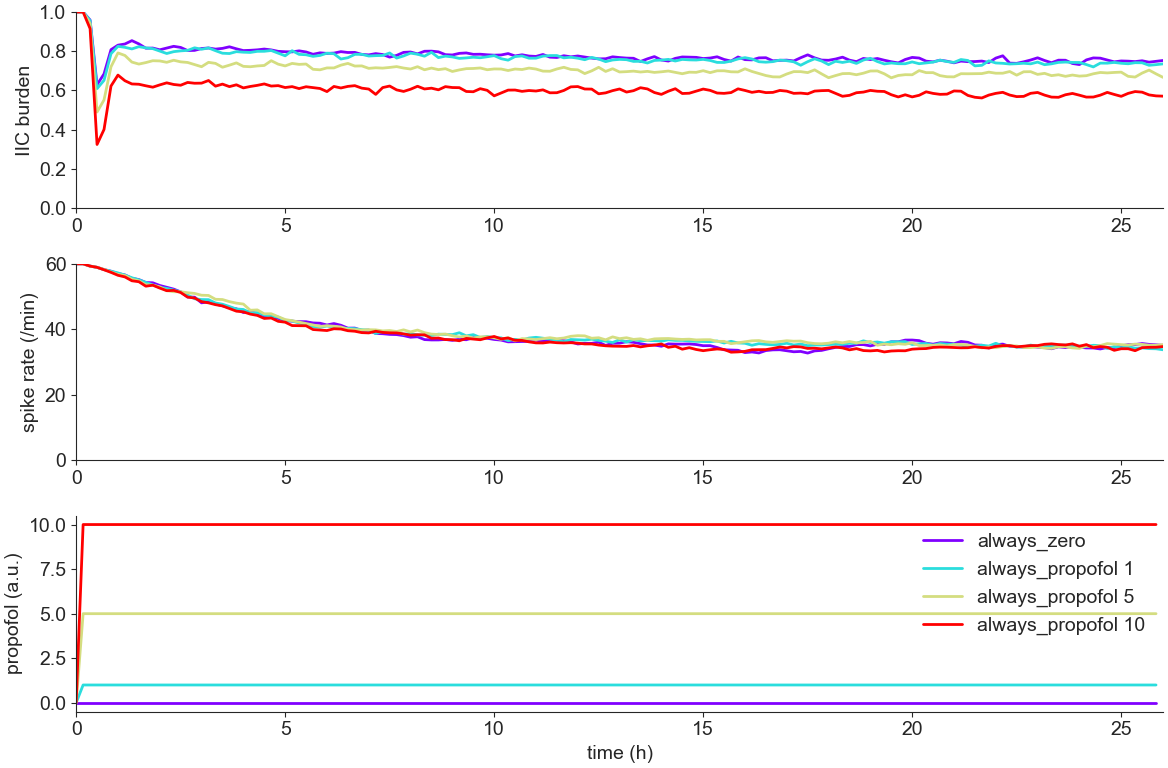 1.0
0.8
0.6
0.4
0.2
0.0
IIC burden
0 5 10 15 20 25
60
40
20
0
spike rate (/min)
0 5 10 15 20 25
10.0
7.5
5.0
2.5
0.0
propofol (a.u.)
always_zero
always_propofol 1
always_propofol 5
always_propofol 10
0 5 10 15 20 25
time (h)